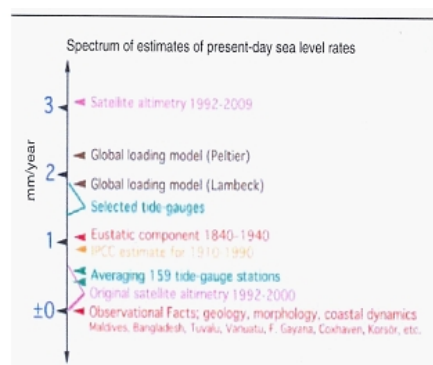 Spectrum of estimates of present-day sea level rates
mm/year
3
Satellite altimetry 1992-2009
Global loading model (Peltier)
2
Global loading model (Lambeck)
Selected tide-gauges
1
Eustatic component 1840-1940
IPCC estimate for 1910-1990
Averaging 159 tide-gauge stations
Original satellite altimetry 1992-2000
±0
Observational Facts; geology, morphology, coastal dynamics
Maldives, Bangladesh, Tuvalu, Vanuatu, F. Gayana, Coxhaven, Korsör, etc.